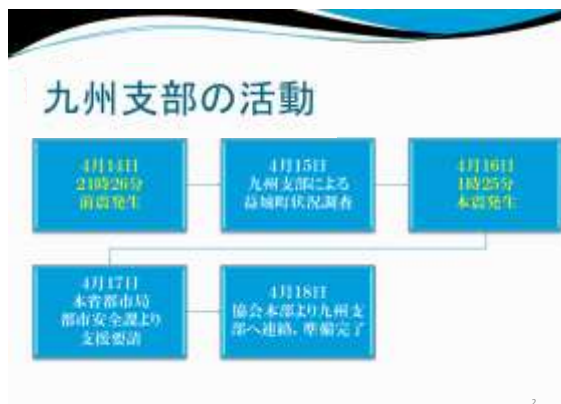 九州支部の活動
4月14日
21時26分
前震発生
4月15日
九州支部による
益城町状況調査
4月16日
1時25分
本震発生
4月17日
本省都市局
都市安全課より
支援要請
4月18日
協会本部より九州支
部へ連絡，準備完了
2